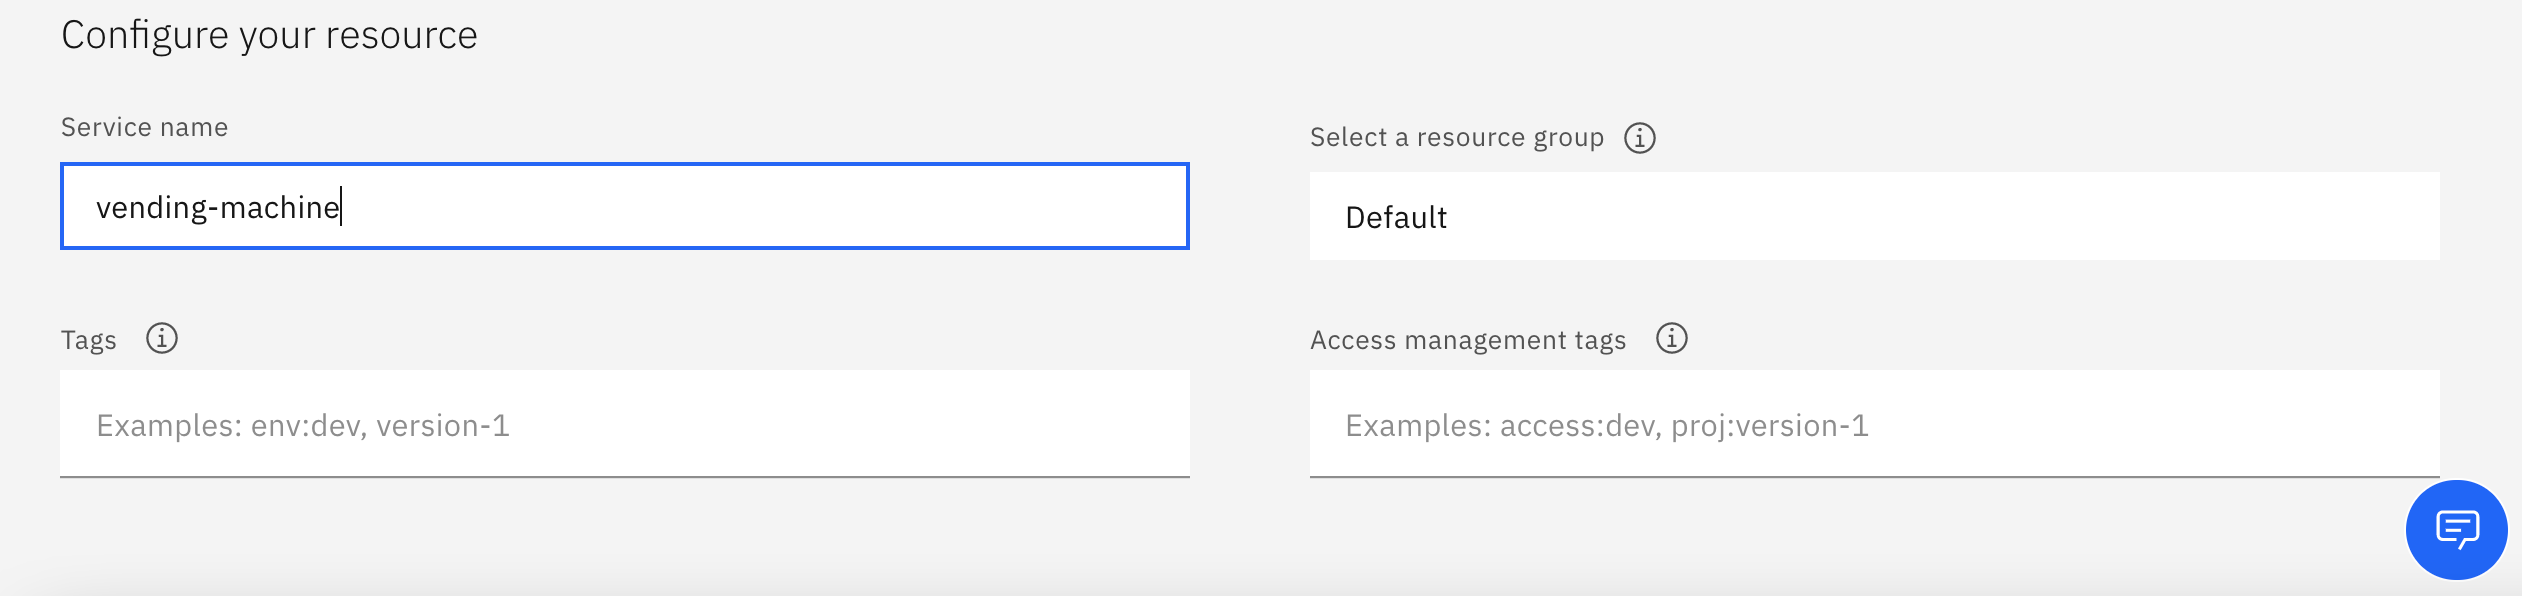 Configure your resource
Service name
vending-machine
Select a resource group
Default
Tags
Examples: env:dev, version-1
Access management tags
Examples: access:dev, proj:version-1